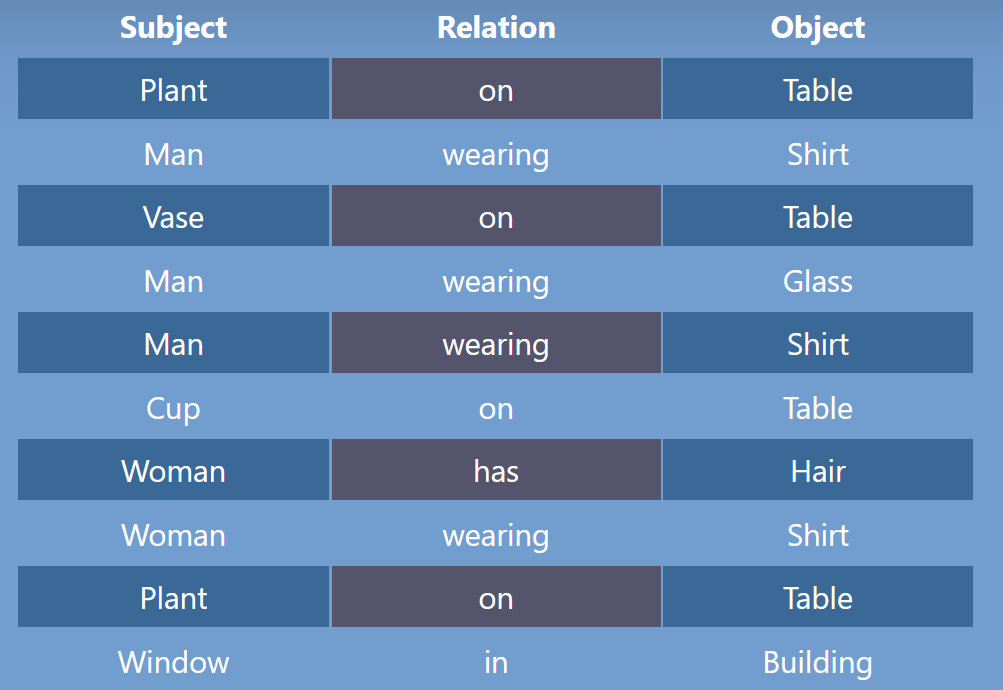 Subject Relation Object
Plant on Table
Man wearing Shirt
Vase on Table
Man wearing Glass
Man wearing Shirt
Cup on Table
Woman has Hair
Woman wearing Shirt
Plant on Table
Window in Building